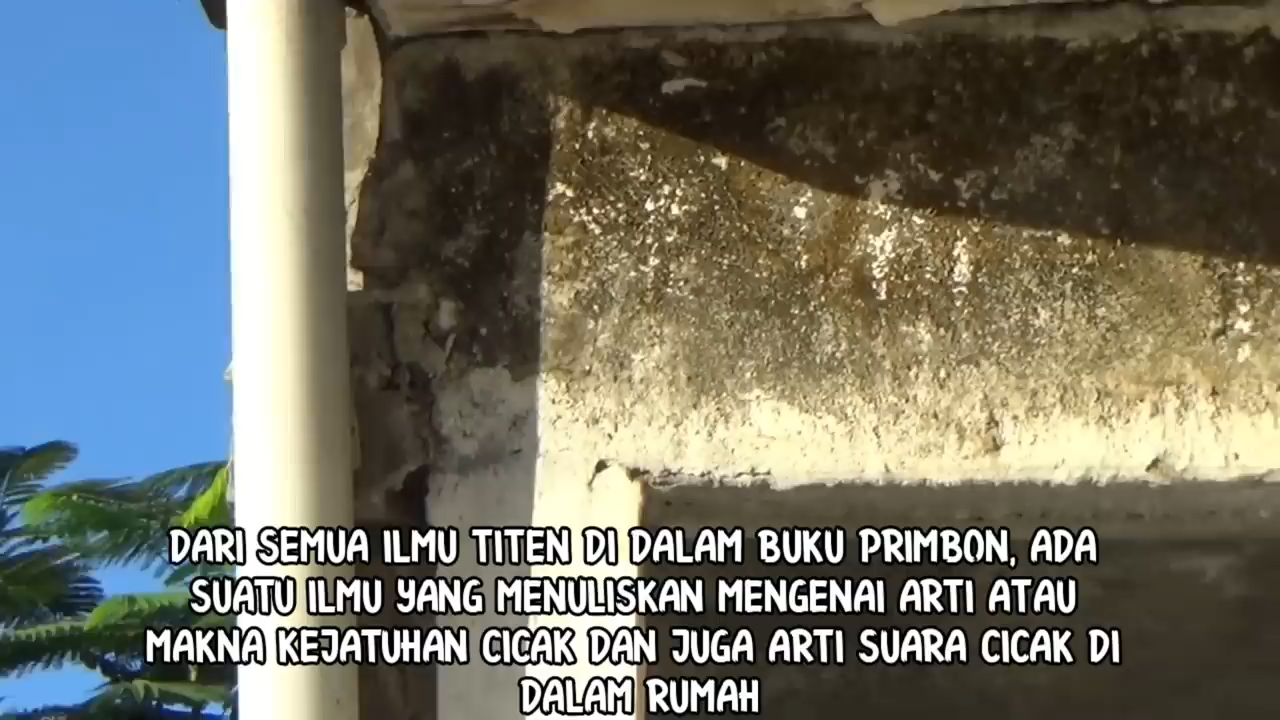 DARI SEMUA ILMU TITEN DI DALAM BUKU PRIMBON, ADA
SUATU ILMU YANG MENULISKAN MENGENAI ARTI ATAU
MAKNA KEJATUHAN CICAK DAN JUGA ARTI SUARA CICAK DI
DALAM RUMAH